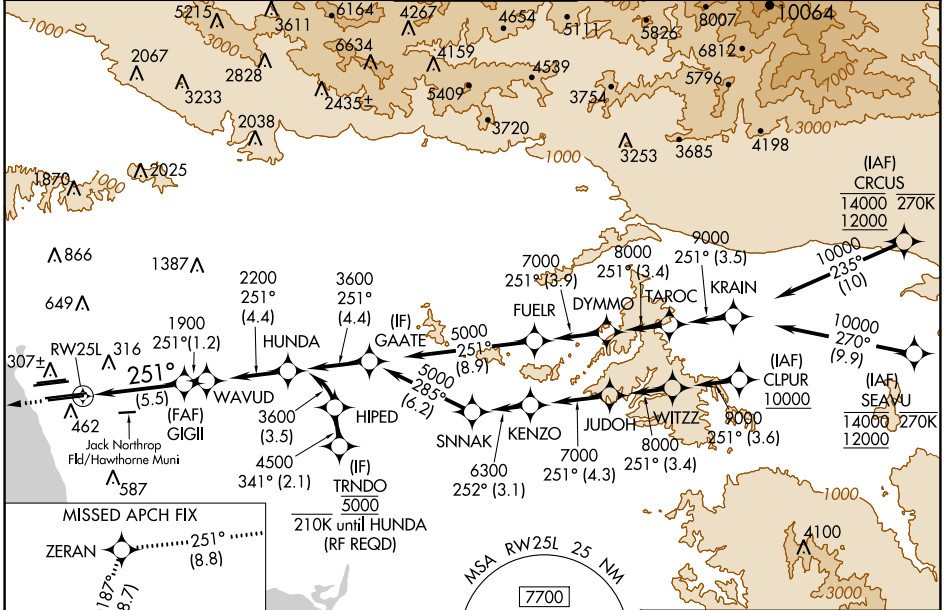 5215
3611
6164
4267
4654
5111
5826
8007
10064
1000
3000
2067
2828
6634
4159
4539
6812
7000
3233
2435±
5409
3754
5796
2038
3720
1000
3253
3685
4198
3000
1870
1000
2025
(IAF)
CRCUS
14000 270K
12000
866
1387
649
10000
235°
(10)
9000
251° (3.5)
8000
251° (3.4)
7000
251° (3.9)
3600
251°
(4.4)
2200
251°
(4.4)
1900
251°(1.2)
KRAIN
TAROC
DYMMO
FUELR
(IF)
GAATE
HUNDA
5000
251°
(8.9)
10000
270°
(9.9)
307±
RW25L
316
251°
(5.5)
(FAF)
GIGII
WAVUD
462
Jack Northrop
Fld/Hawthorne Muni
587
3600
(3.5)
HIPED
5000
285°
(6.2)
SNNAK
KENZO
JUDOH
WITZZ
(IAF)
CLPUR
10000
(IAF)
SEAVU
14000 270K
12000
9000
251° (3.6)
8000
251° (3.4)
7000
251° (4.3)
6300
252° (3.1)
4500
341° (2.1)
(IF)
TRNDO
5000
210K until HUNDA
(RF REQD)
MISSED APCH FIX
ZERAN
251°
(8.8)
187°
8.7)
MSA RW25L 25 NM
7700
1000
4100
3000